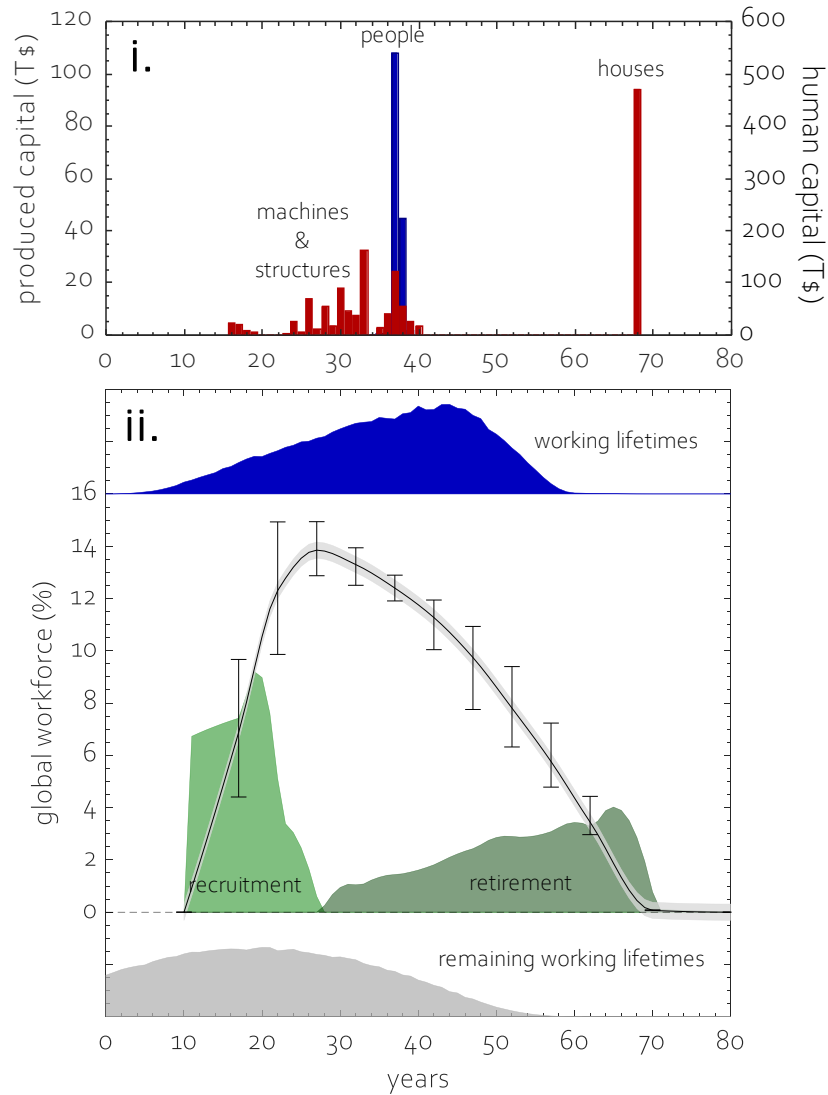 i.
people
houses
machines
&
structures
produced capital (T$)
human capital (T$)
120
100
80
60
40
20
0
600
500
400
300
200
100
0
0 10 20 30 40 50 60 70 80
ii.
working lifetimes
global workforce (%)
16
14
12
10
8
6
4
2
0
recruitment
retirement
remaining working lifetimes
0 10 20 30 40 50 60 70 80
years